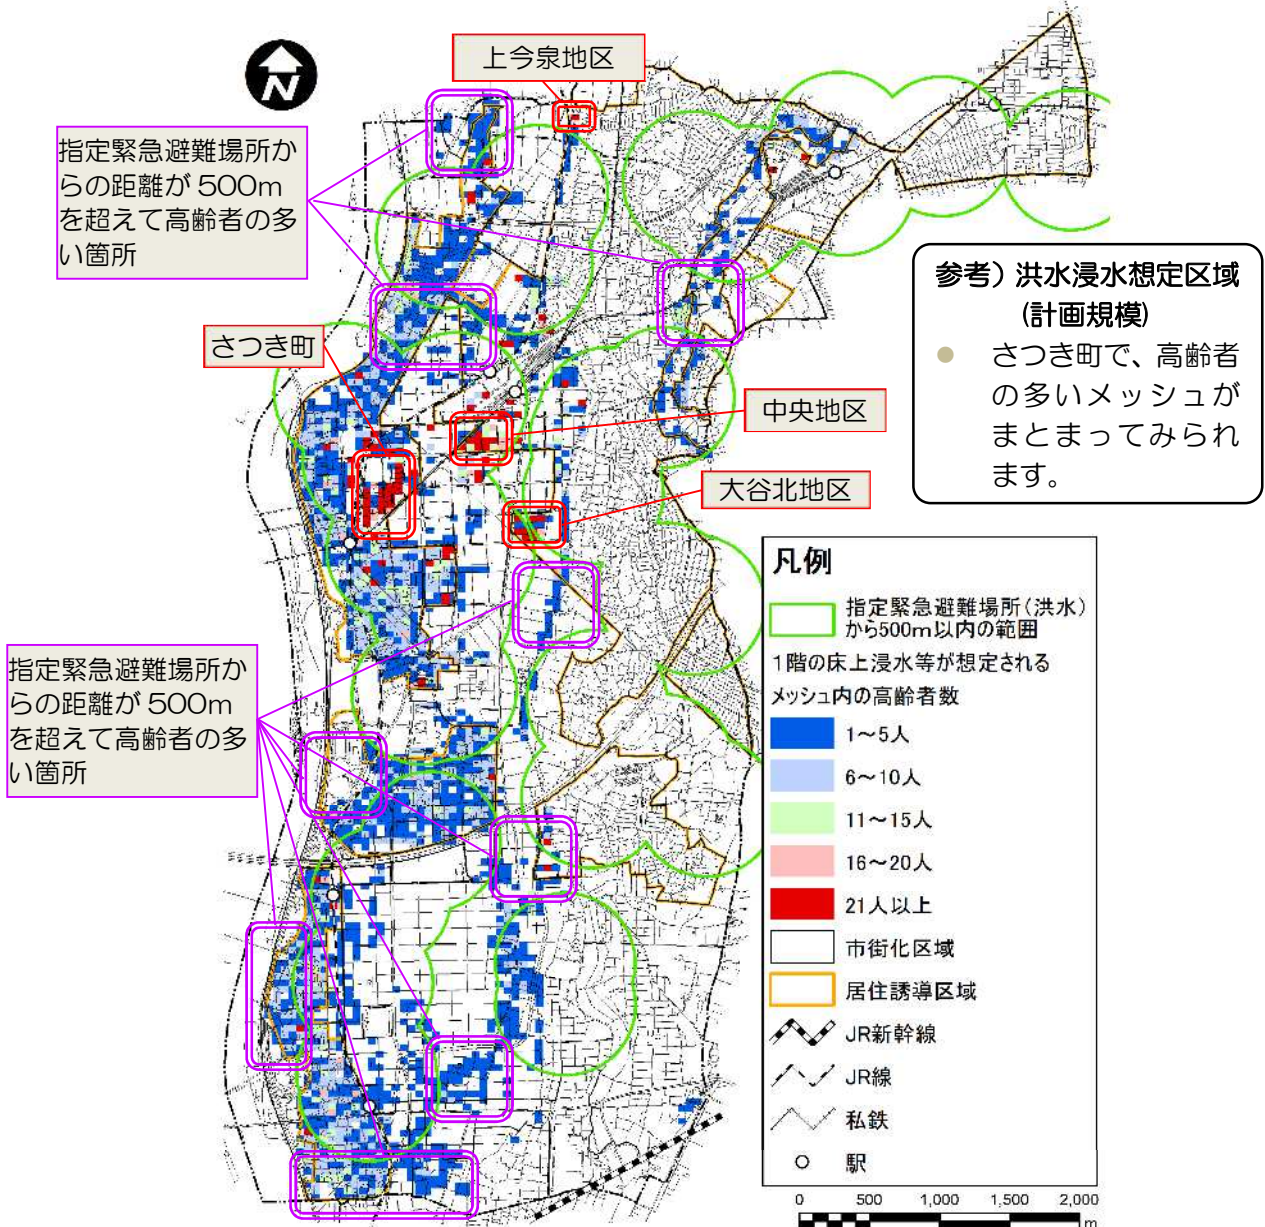 N
上今泉地区
指定緊急避難場所か
らの距離が 500m
を超えて高齢者の多
い箇所
参考）洪水浸水想定区域
(計画規模)
● さつき町で、高齢者
の多いメッシュが
まとまってみられ
ます。
さつき町
中央地区
大谷北地区
指定緊急避難場所か
らの距離が 500m
を超えて高齢者の多
い箇所
凡例
指定緊急避難場所(洪水)
から500m以内の範囲
1階の床上浸水等が想定される
メッシュ内の高齢者数
1～5人
6～10人
11～15人
16～20人
21人以上
市街化区域
居住誘導区域
JR新幹線
JR線
私鉄
駅
0 500 1,000 1,500 2,000
m